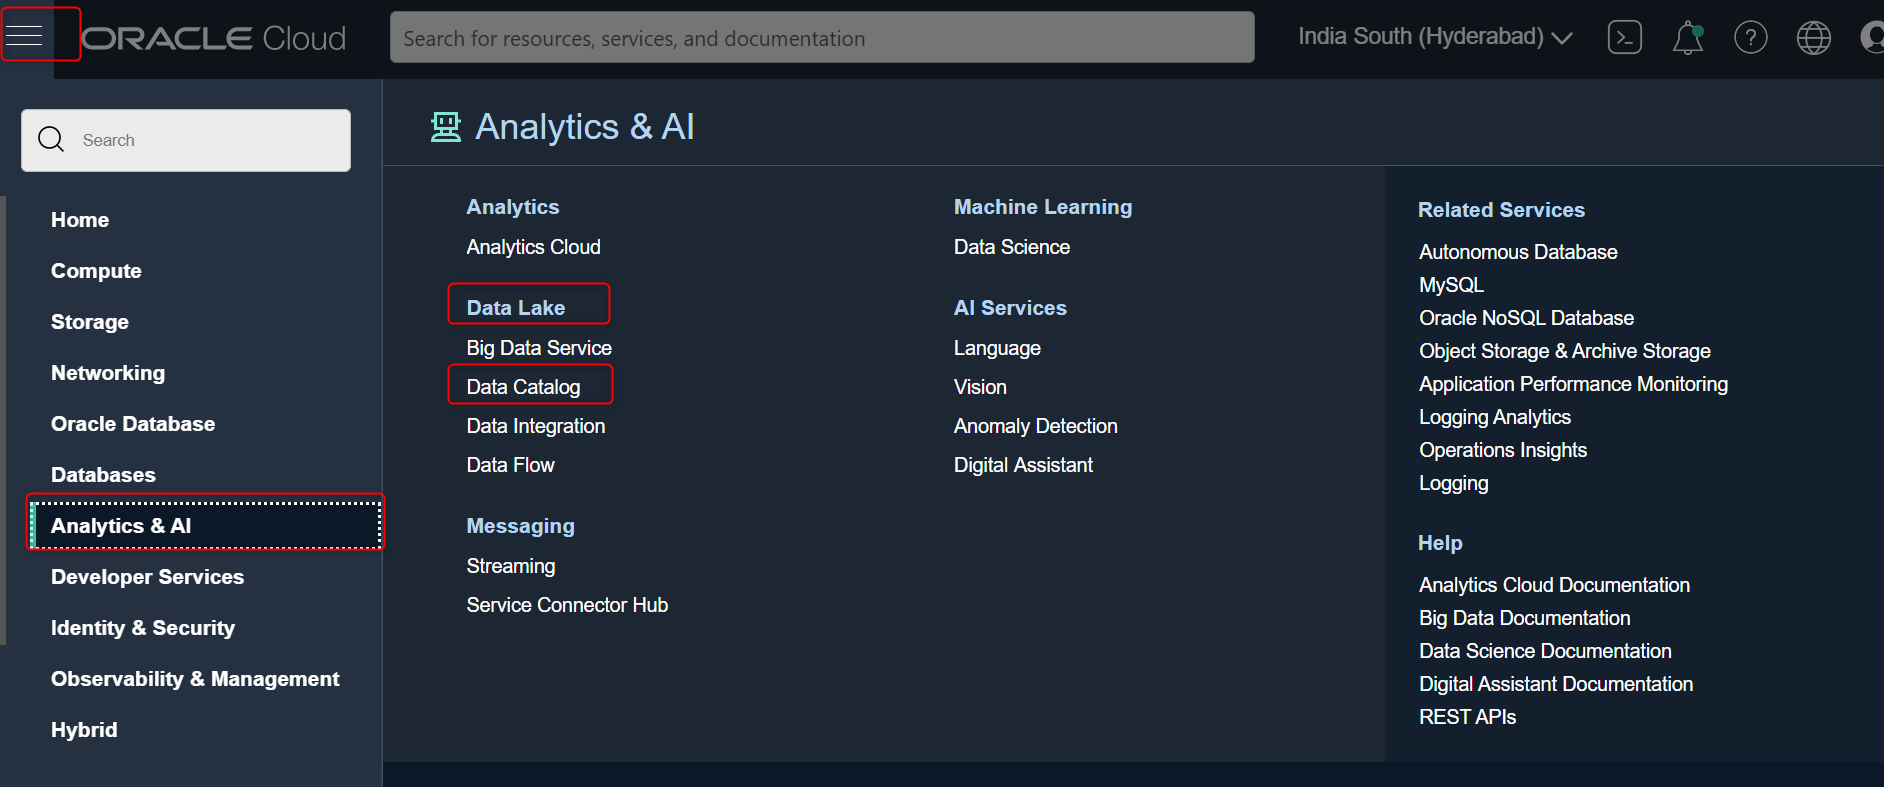 ORACLE Cloud
Search for resources, services, and documentation
India South (Hyderabad)
Search
Home
Compute
Storage
Networking
Oracle Database
Databases
Analytics & AI
Developer Services
Identity & Security
Observability & Management
Hybrid
Analytics & AI
Analytics
Analytics Cloud
Data Lake
Big Data Service
Data Catalog
Data Integration
Data Flow
Messaging
Streaming
Service Connector Hub
Machine Learning
Data Science
AI Services
Language
Vision
Anomaly Detection
Digital Assistant
Related Services
Autonomous Database
MySQL
Oracle NoSQL Database
Object Storage & Archive Storage
Application Performance Monitoring
Logging Analytics
Operations Insights
Logging
Help
Analytics Cloud Documentation
Big Data Documentation
Data Science Documentation
Digital Assistant Documentation
REST APIs